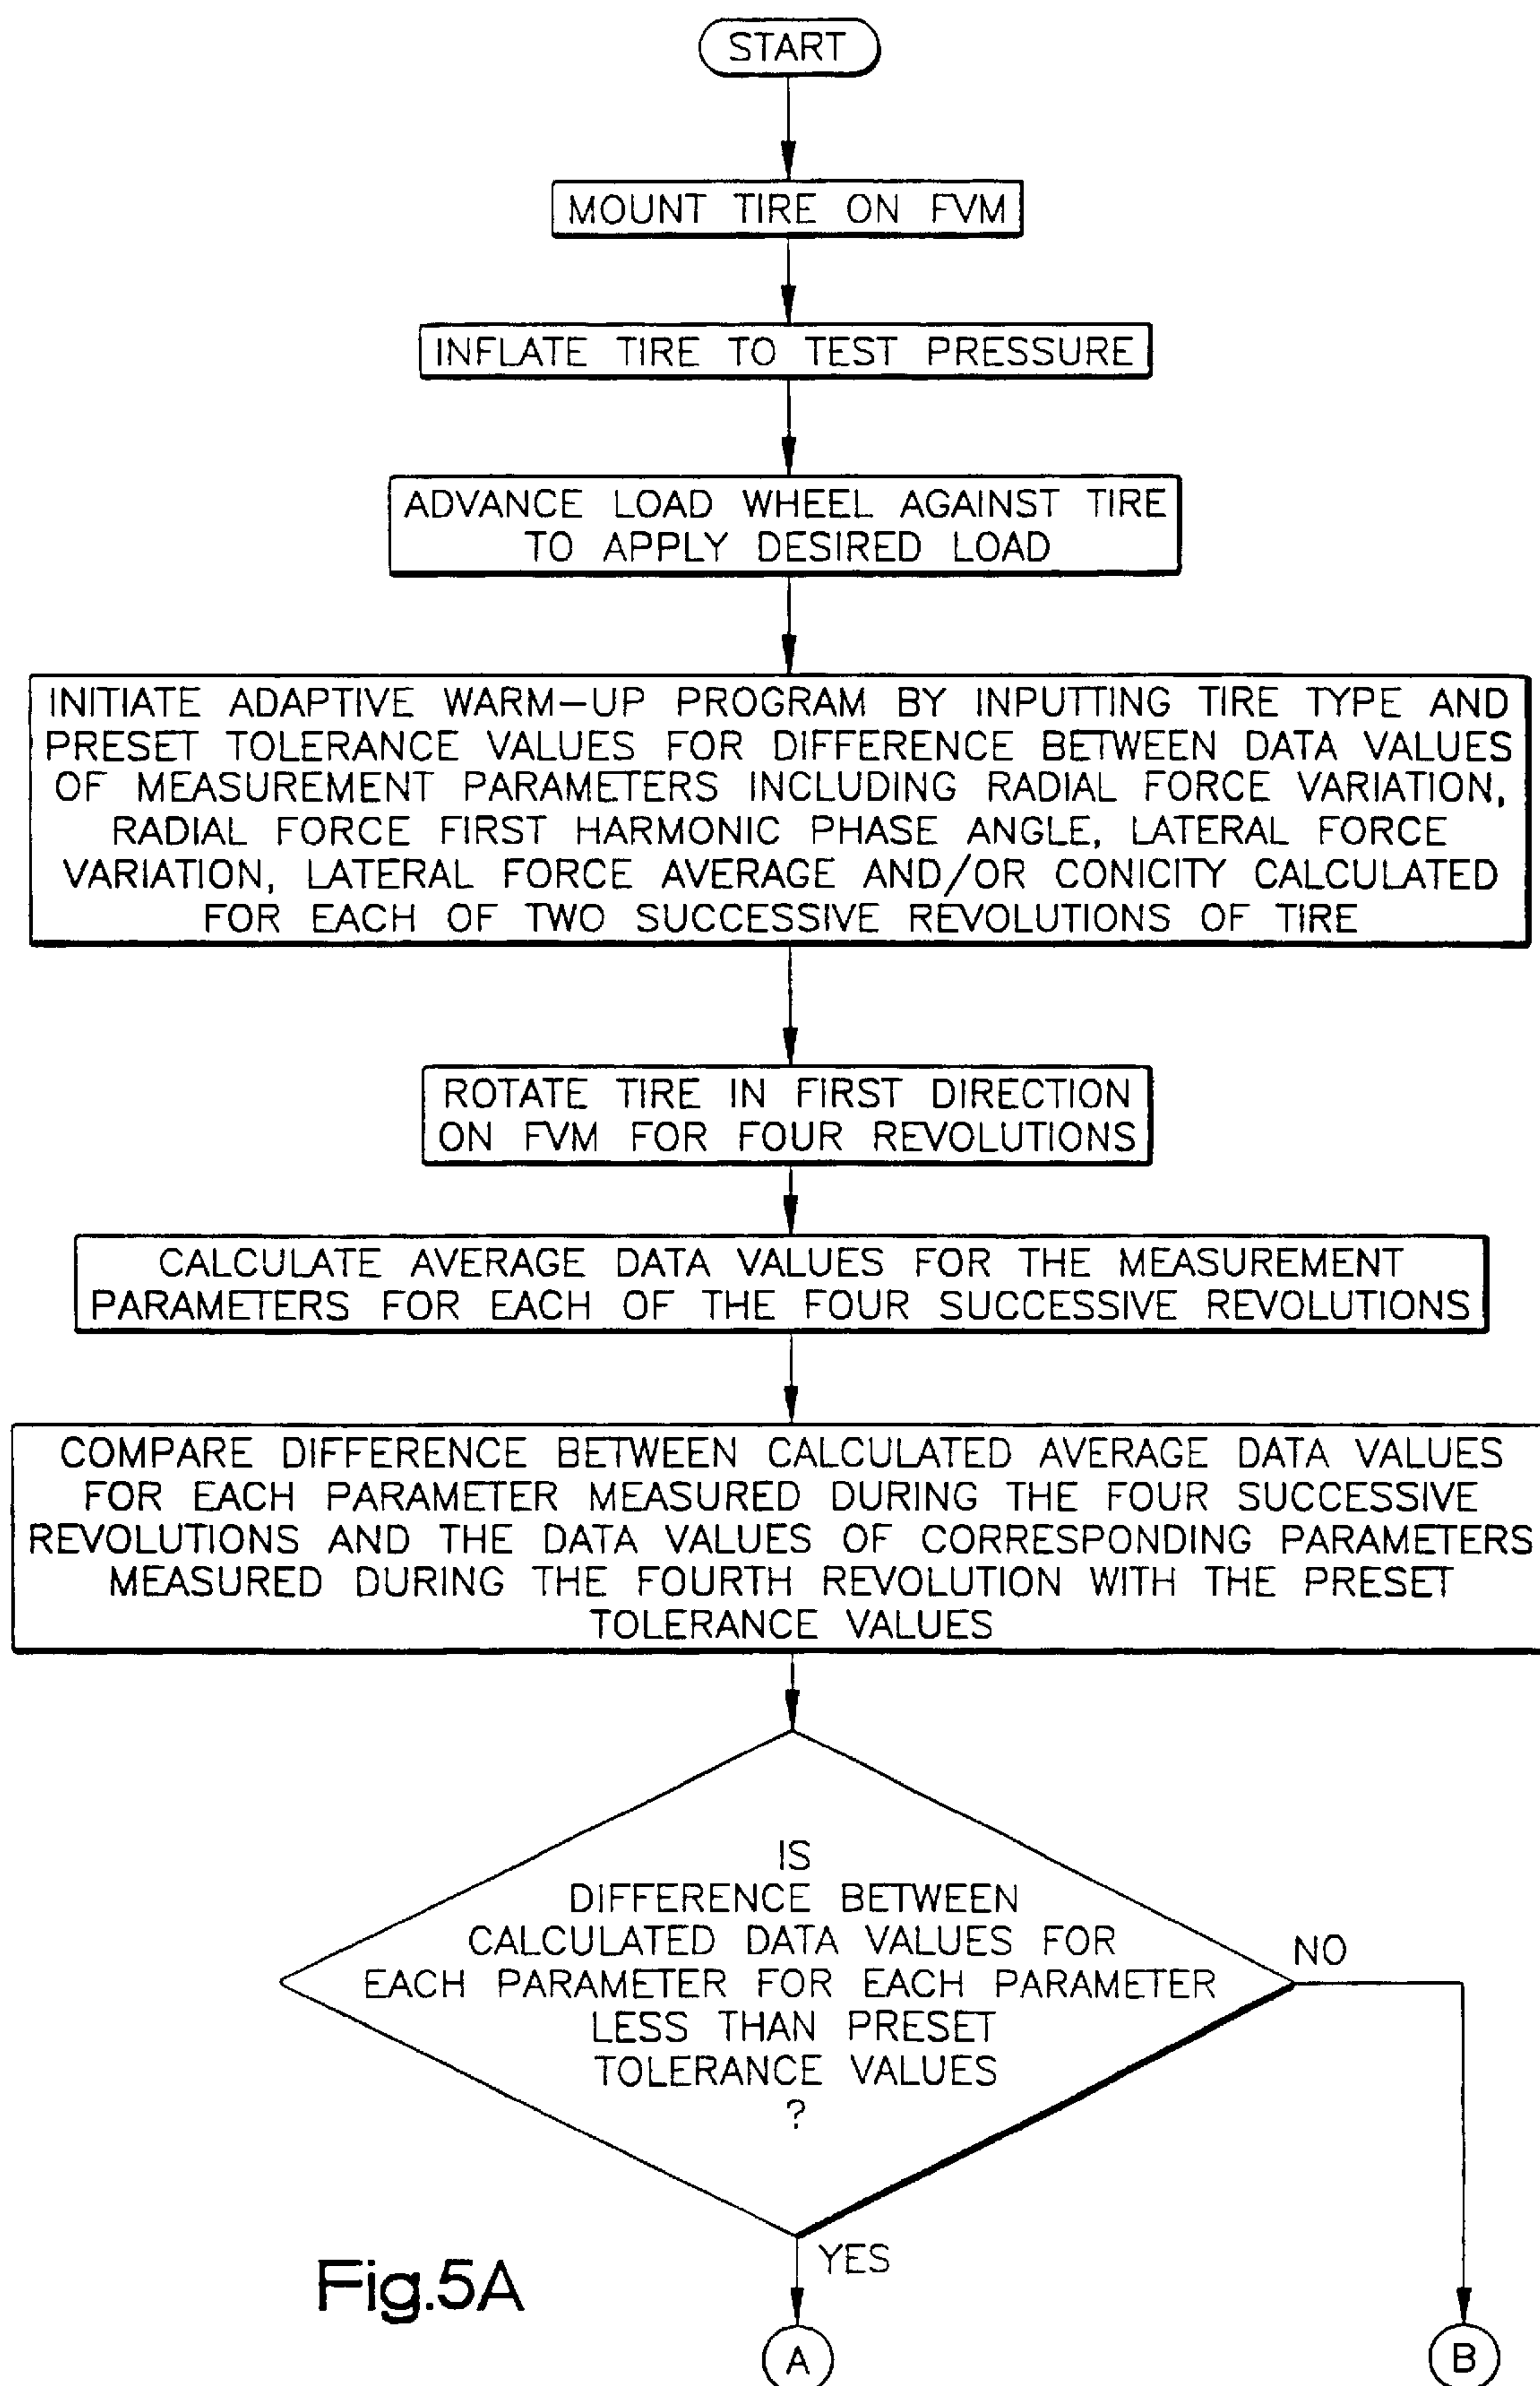 START
MOUNT TIRE ON FVM
INFLATE TIRE TO TEST PRESSURE
ADVANCE LOAD WHEEL AGAINST TIRE
TO APPLY DESIRED LOAD
INITIATE ADAPTIVE WARM-UP PROGRAM BY INPUTTING TIRE TYPE AND
PRESET TOLERANCE VALUES FOR DIFFERENCE BETWEEN DATA VALUES
OF MEASUREMENT PARAMETERS INCLUDING RADIAL FORCE VARIATION,
RADIAL FORCE FIRST HARMONIC PHASE ANGLE, LATERAL FORCE
VARIATION, LATERAL FORCE AVERAGE AND/OR CONICITY CALCULATED
FOR EACH OF TWO SUCCESSIVE REVOLUTIONS OF TIRE
ROTATE TIRE IN FIRST DIRECTION
ON FVM FOR FOUR REVOLUTIONS
CALCULATE AVERAGE DATA VALUES FOR THE MEASUREMENT
PARAMETERS FOR EACH OF THE FOUR SUCCESSIVE REVOLUTIONS
COMPARE DIFFERENCE BETWEEN CALCULATED AVERAGE DATA VALUES
FOR EACH PARAMETER MEASURED DURING THE FOUR SUCCESSIVE
REVOLUTIONS AND THE DATA VALUES OF CORRESPONDING PARAMETERS
MEASURED DURING THE FOURTH REVOLUTION WITH THE PRESET
TOLERANCE VALUES
IS
DIFFERENCE BETWEEN
CALCULATED DATA VALUES FOR
EACH PARAMETER FOR EACH PARAMETER
LESS THAN PRESET
TOLERANCE VALUES
?
NO
YES
Fig.5A
A
B